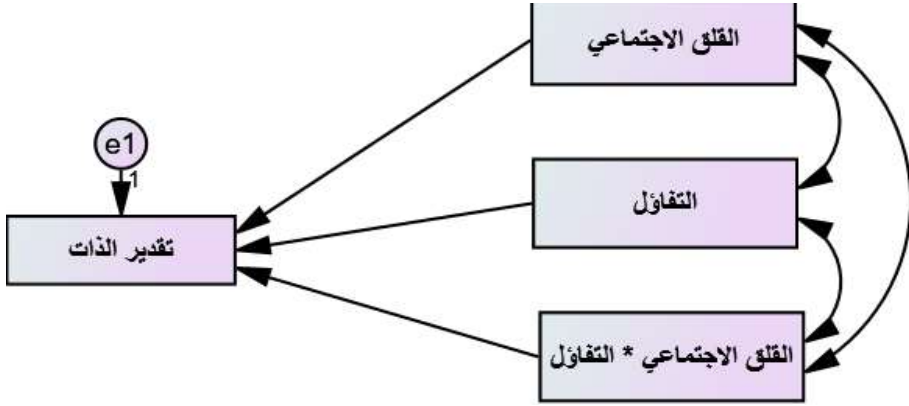 القلق الاجتماعي
e1
1
التفاؤل
تقدير الذات
القلق الاجتماعي * التفاؤل